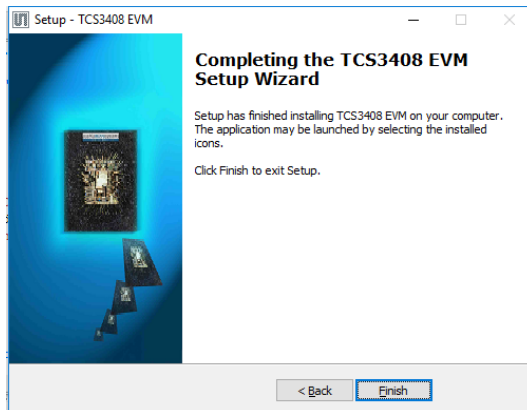 Setup - TCS3408 EVM
Completing the TCS3408 EVM
Setup Wizard
Setup has finished installing TCS3408 EVM on your computer.
The application may be launched by selecting the installed
icons.
Click Finish to exit Setup.
< Back
Finish